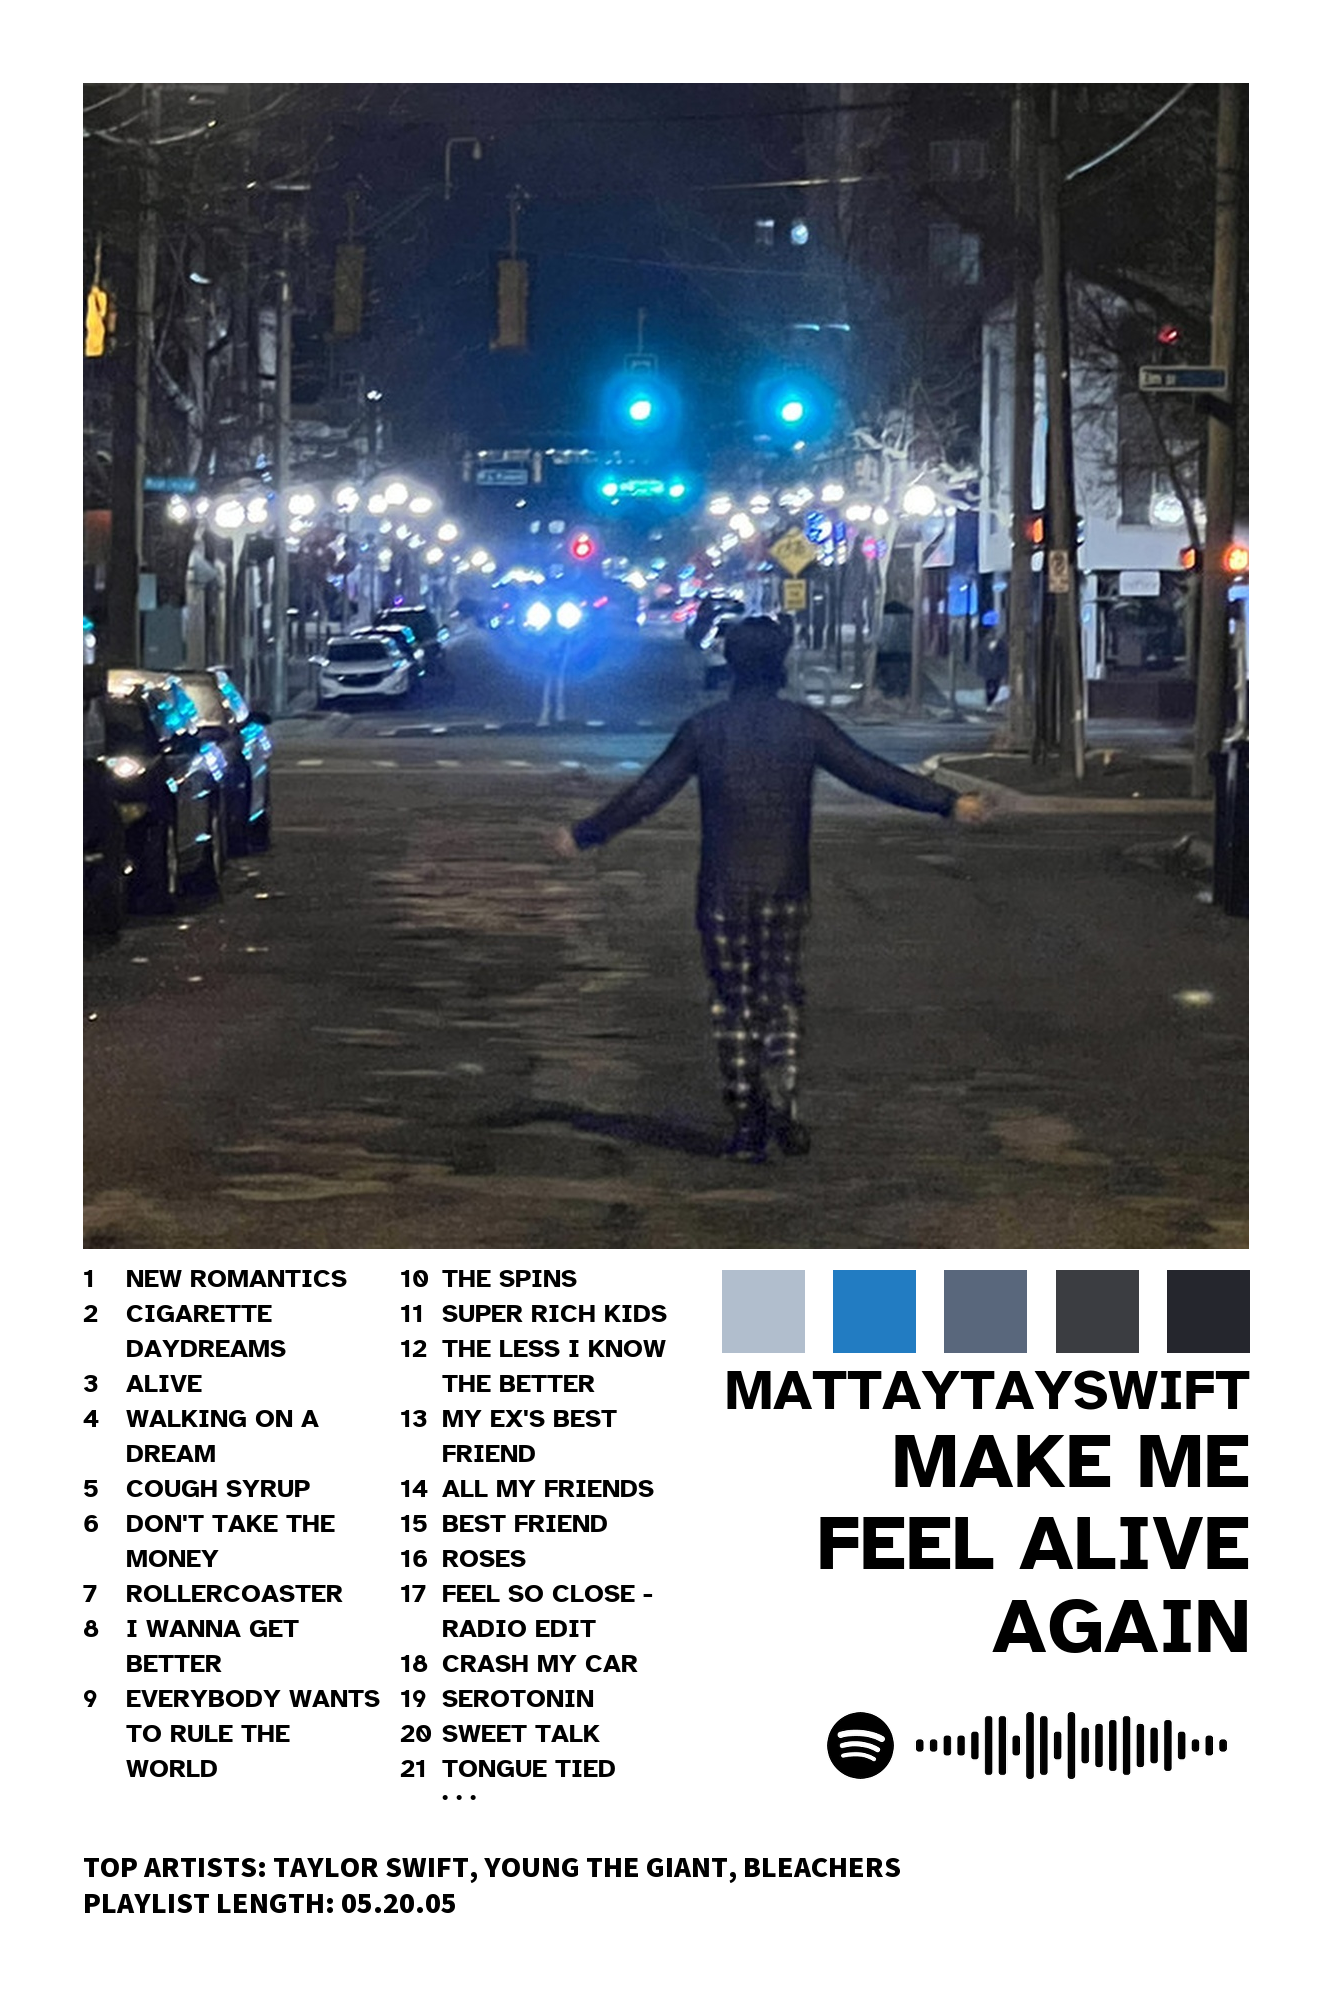 1 NEW ROMANTICS
2 CIGARETTE
DAYDREAMS
3 ALIVE
4 WALKING ON A
DREAM
5 COUGH SYRUP
6 DON'T TAKE THE
MONEY
7 ROLLERCOASTER
8 I WANNA GET
BETTER
9 EVERYBODY WANTS
TO RULE THE
WORLD
10 THE SPINS
11 SUPER RICH KIDS
12 THE LESS I KNOW
THE BETTER
13 MY EX'S BEST
FRIEND
14 ALL MY FRIENDS
15 BEST FRIEND
16 ROSES
17 FEEL SO CLOSE -
RADIO EDIT
18 CRASH MY CAR
19 SEROTONIN
20 SWEET TALK
21 TONGUE TIED
...
MATTAYTAYSWIFT
MAKE ME
FEEL ALIVE
AGAIN
TOP ARTISTS: TAYLOR SWIFT, YOUNG THE GIANT, BLEACHERS
PLAYLIST LENGTH: 05.20.05